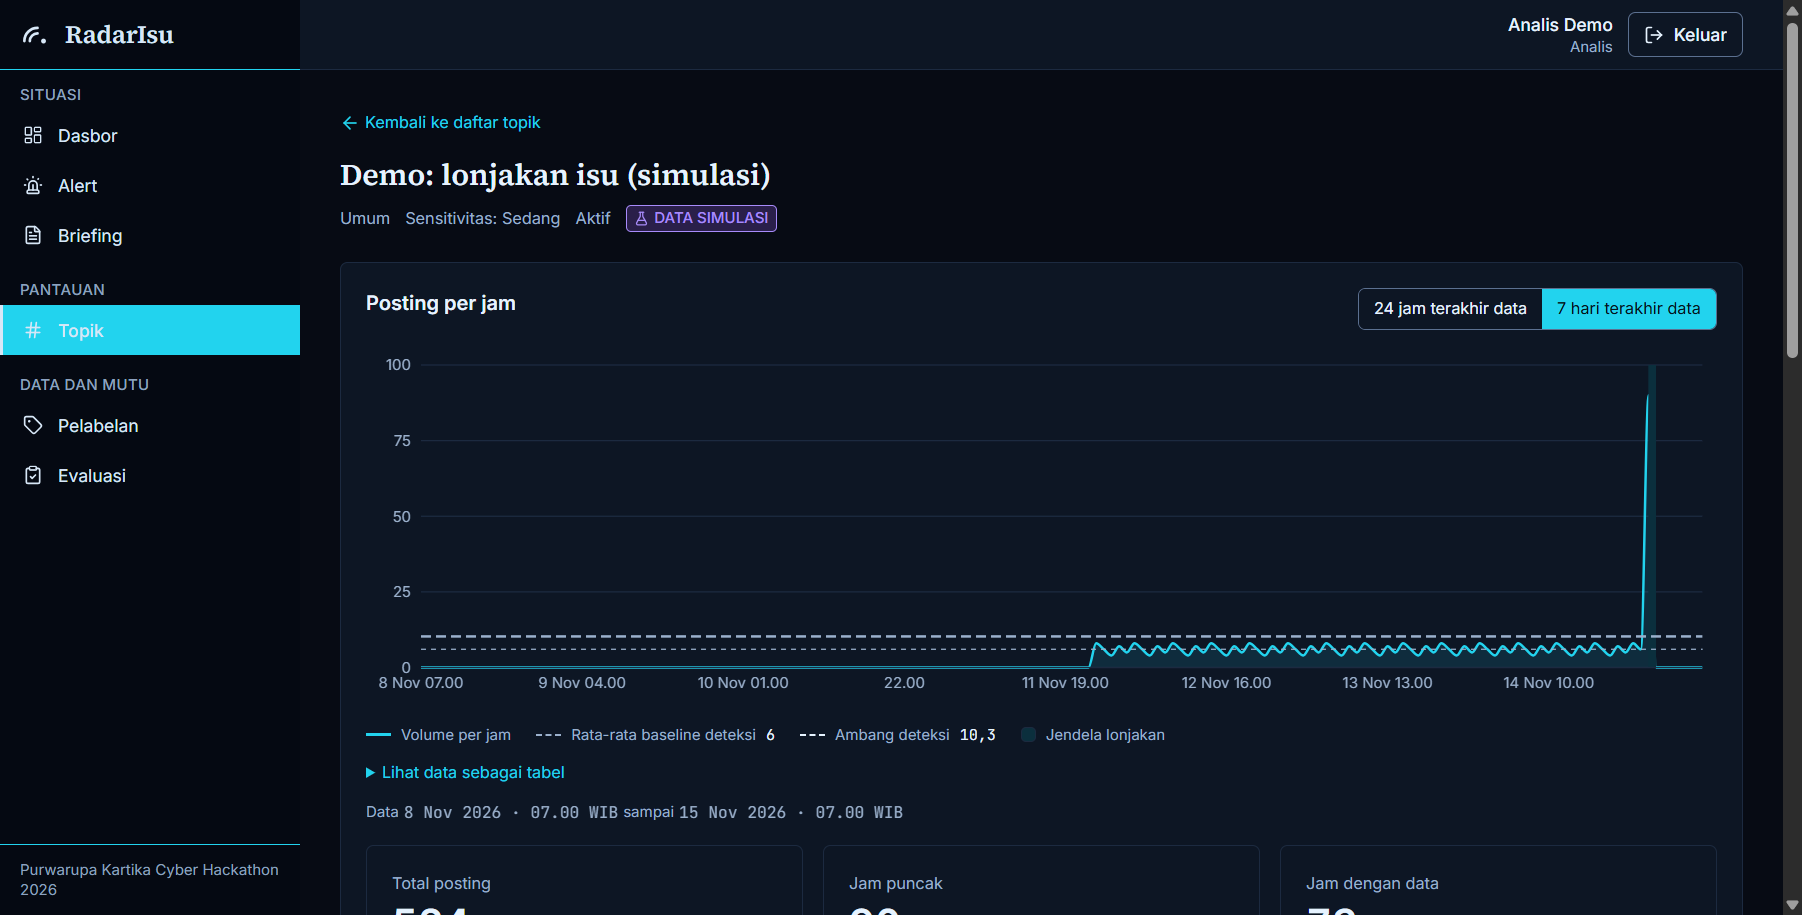 RadarIsu
Analis Demo
Analis
Keluar
SITUASI
Dasbor
Alert
Briefing
PANTAUAN
Topik
DATA DAN MUTU
Pelabelan
Evaluasi
Purwarupa Kartika Cyber Hackathon
2026
Kembali ke daftar topik
Demo: lonjakan isu (simulasi)
Umum Sensitivitas: Sedang Aktif DATA SIMULASI
Posting per jam
24 jam terakhir data 7 hari terakhir data
100
75
50
25
0
8 Nov 07.00 9 Nov 04.00 10 Nov 01.00 22.00 11 Nov 19.00 12 Nov 16.00 13 Nov 13.00 14 Nov 10.00
Volume per jam Rata-rata baseline deteksi 6 Ambang deteksi 10,3 Jendela lonjakan
Lihat data sebagai tabel
Data 8 Nov 2026 · 07.00 WIB sampai 15 Nov 2026 · 07.00 WIB
Total posting Jam puncak Jam dengan data